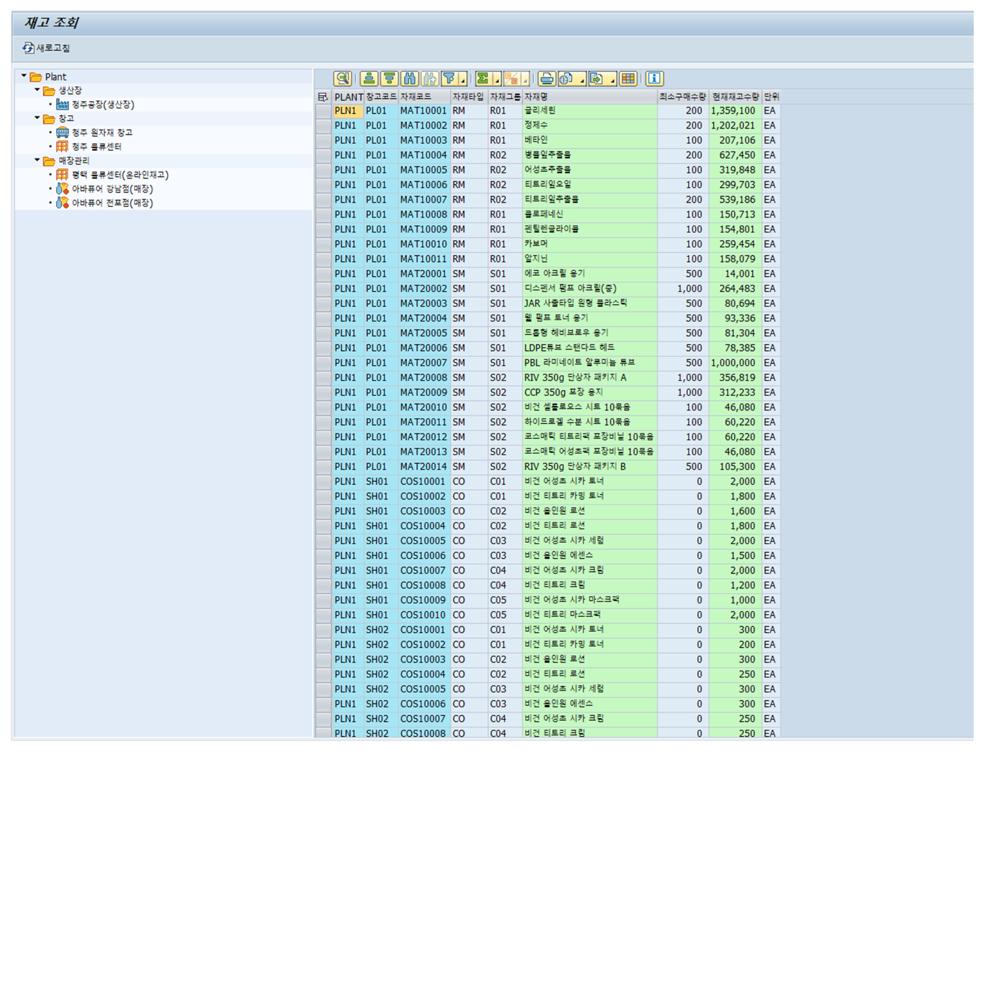 재고 조회
새로고침
Plant
생산장
청주공장(생산장)
창고
청주 원자재 창고
청주 물류센터
매장관리
평택 물류센터(온라인재고)
아바퓨어 강남점(매장)
아바퓨어 전포점(매장)
PLANT 창고코드 자재코드 자재타입 자재그룹 자재명 최소구매수량 현재재고수량 단위
PLN1 PL01 MAT10001 RM R01 글리세린 200 1,359,100 EA
PLN1 PL01 MAT10002 RM R01 정제수 200 1,202,021 EA
PLN1 PL01 MAT10003 RM R01 베타인 100 207,106 EA
PLN1 PL01 MAT10004 RM R02 병풀잎추출물 200 627,450 EA
PLN1 PL01 MAT10005 RM R02 어성초추출물 100 319,848 EA
PLN1 PL01 MAT10006 RM R02 티트리잎오일 100 299,703 EA
PLN1 PL01 MAT10007 RM R02 티트리잎추출물 200 539,186 EA
PLN1 PL01 MAT10008 RM R01 클로페네신 100 150,713 EA
PLN1 PL01 MAT10009 RM R01 펜틸렌글라이콜 100 154,801 EA
PLN1 PL01 MAT10010 RM R01 카보머 100 259,454 EA
PLN1 PL01 MAT10011 RM R01 알지닌 100 158,079 EA
PLN1 PL01 MAT20001 SM S01 에코 아크릴 용기 500 14,001 EA
PLN1 PL01 MAT20002 SM S01 디스펜서 펌프 아크릴(중) 1,000 264,483 EA
PLN1 PL01 MAT20003 SM S01 JAR 사출타입 원형 플라스틱 500 80,694 EA
PLN1 PL01 MAT20004 SM S01 웰 펌프 토너 용기 500 93,336 EA
PLN1 PL01 MAT20005 SM S01 드롭형 헤비브로우 용기 500 81,304 EA
PLN1 PL01 MAT20006 SM S01 LDPE튜브 스탠다드 헤드 500 78,385 EA
PLN1 PL01 MAT20007 SM S01 PBL 라미네이트 알루미늄 튜브 500 1,000,000 EA
PLN1 PL01 MAT20008 SM S02 RIV 350g 단상자 패키지 A 1,000 356,819 EA
PLN1 PL01 MAT20009 SM S02 CCP 350g 포장 용지 1,000 312,233 EA
PLN1 PL01 MAT20010 SM S02 비건 셀룰로오스 시트 10묶음 100 46,080 EA
PLN1 PL01 MAT20011 SM S02 하이드로겔 수분 시트 10묶음 100 60,220 EA
PLN1 PL01 MAT20012 SM S02 코스매틱 티트리팩 포장비닐 10묶음 100 60,220 EA
PLN1 PL01 MAT20013 SM S02 코스매틱 어성초팩 포장비닐 10묶음 100 46,080 EA
PLN1 PL01 MAT20014 SM S02 RIV 350g 단상자 패키지 B 500 105,300 EA
PLN1 SH01 COS10001 CO C01 비건 어성초 시카 토너 0 2,000 EA
PLN1 SH01 COS10002 CO C01 비건 티트리 카밍 토너 0 1,800 EA
PLN1 SH01 COS10003 CO C02 비건 올인원 로션 0 1,600 EA
PLN1 SH01 COS10004 CO C02 비건 티트리 로션 0 1,800 EA
PLN1 SH01 COS10005 CO C03 비건 어성초 시카 세럼 0 2,000 EA
PLN1 SH01 COS10006 CO C03 비건 올인원 에센스 0 1,500 EA
PLN1 SH01 COS10007 CO C04 비건 어성초 시카 크림 0 2,000 EA
PLN1 SH01 COS10008 CO C04 비건 티트리 크림 0 1,200 EA
PLN1 SH01 COS10009 CO C05 비건 어성초 시카 마스크팩 0 1,000 EA
PLN1 SH01 COS10010 CO C05 비건 티트리 마스크팩 0 2,000 EA
PLN1 SH02 COS10001 CO C01 비건 어성초 시카 토너 0 300 EA
PLN1 SH02 COS10002 CO C01 비건 티트리 카밍 토너 0 200 EA
PLN1 SH02 COS10003 CO C02 비건 올인원 로션 0 300 EA
PLN1 SH02 COS10004 CO C02 비건 티트리 로션 0 250 EA
PLN1 SH02 COS10005 CO C03 비건 어성초 시카 세럼 0 300 EA
PLN1 SH02 COS10006 CO C03 비건 올인원 에센스 0 300 EA
PLN1 SH02 COS10007 CO C04 비건 어성초 시카 크림 0 250 EA
PLN1 SH02 COS10008 CO C04 비건 티트리 크림 0 250 EA